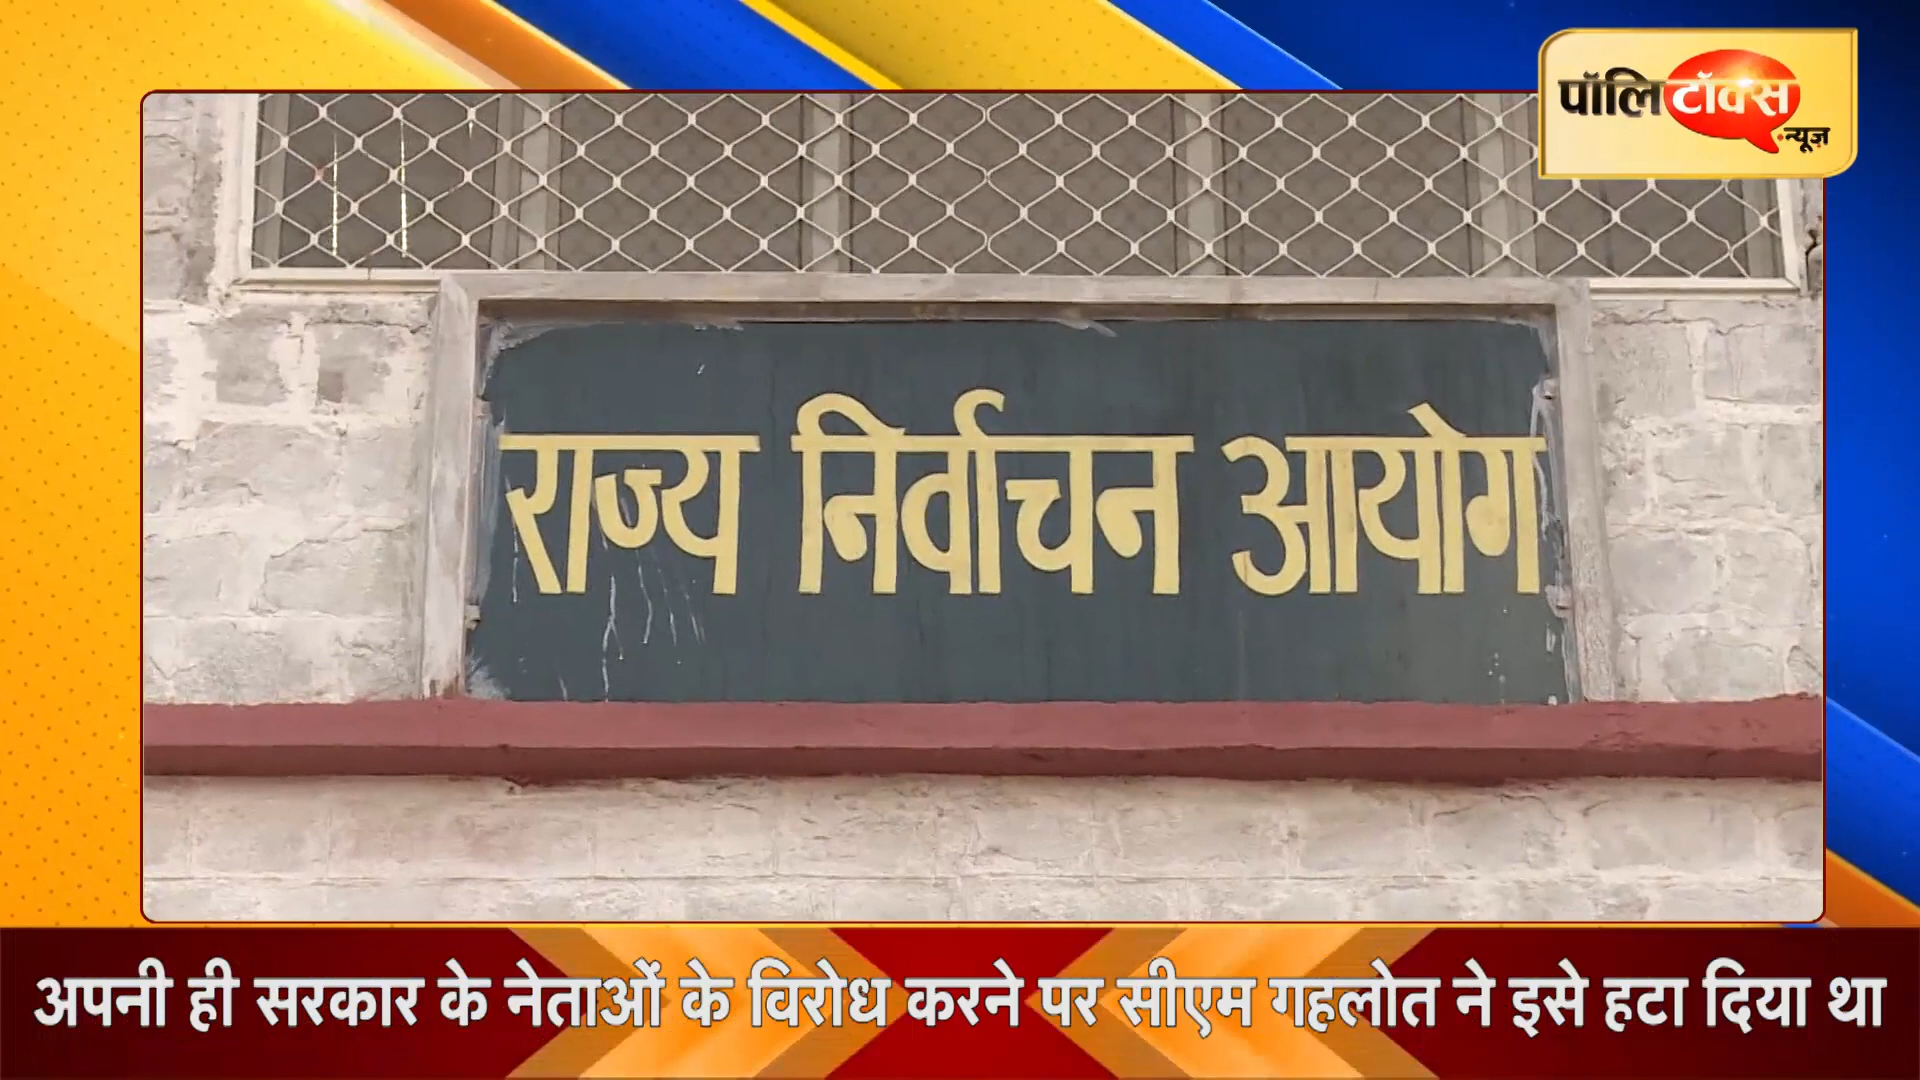 पॉलिटॉक्स
न्यूज़
राज्य निर्वाचन आयोग
अपनी ही सरकार के नेताओं के विरोध करने पर सीएम गहलोत ने इसे हटा दिया था